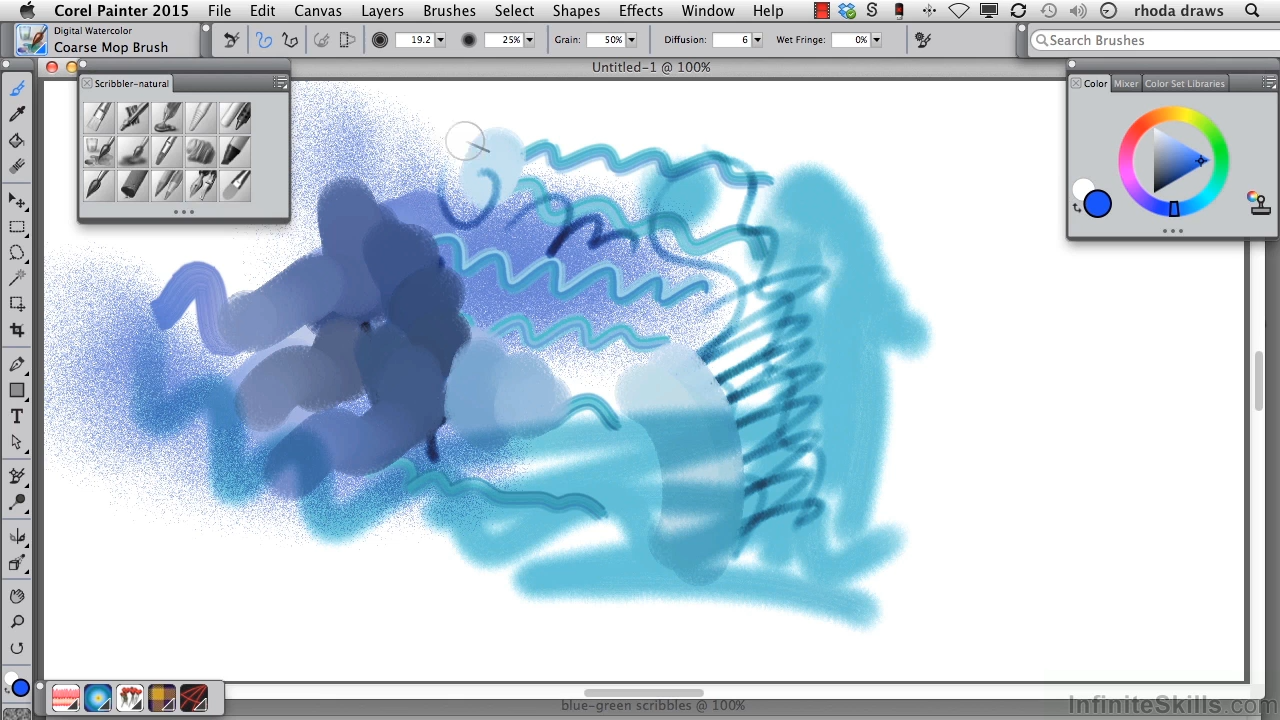 Corel Painter 2015 File Edit Canvas Layers Brushes Select Shapes Effects Window Help rhoda draws
Digital Watercolor
Coarse Mop Brush
19.2 25% Grain: 50% Diffusion: 6 Wet Fringe: 0% Search Brushes
Untitled-1 @ 100%
Scribbler-natural
Color Mixer Color Set Libraries
T
blue-green scribbles @ 100%
InfiniteSkills.com